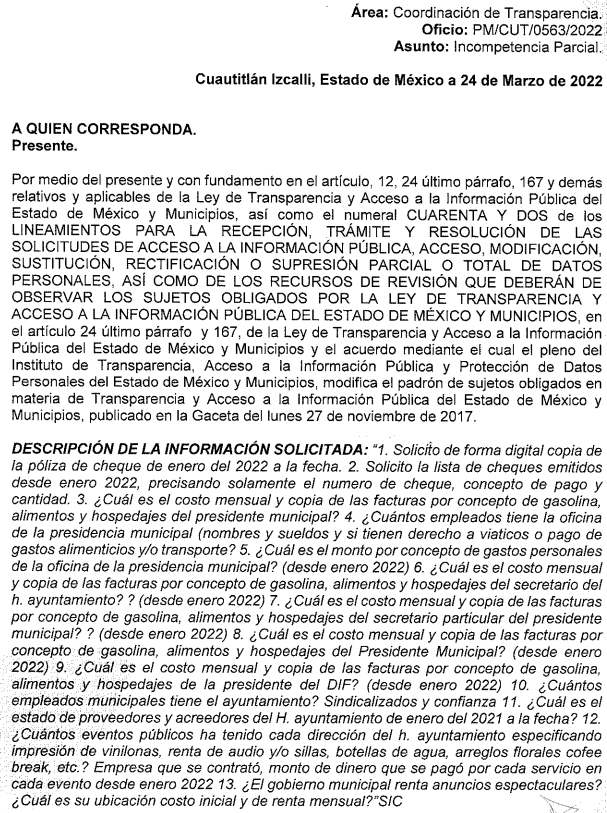 Área: Coordinación de Transparencia.
Oficio: PM/CUT/0563/2022
Asunto: Incompetencia Parcial.
Cuautitlán Izcalli, Estado de México a 24 de Marzo de 2022
A QUIEN CORRESPONDA.
Presente.
Por medio del presente y con fundamento en el artículo, 12, 24 último párrafo, 167 y demás
relativos y aplicables de la Ley de Transparencia y Acceso a la Información Pública del
Estado de México y Municipios, así como el numeral CUARENTA Y DOS de los
LINEAMIENTOS PARA LA RECEPCIÓN, TRÁMITE Y RESOLUCIÓN DE LAS
SOLICITUDES DE ACCESO A LA INFORMACIÓN PÚBLICA, ACCESO, MODIFICACIÓN,
SUSTITUCIÓN, RECTIFICACIÓN O SUPRESIÓN PARCIAL O TOTAL DE DATOS
PERSONALES, ASÍ COMO DE LOS RECURSOS DE REVISIÓN QUE DEBERÁN DE
OBSERVAR LOS SUJETOS OBLIGADOS POR LA LEY DE TRANSPARENCIA Y
ACCESO A LA INFORMACIÓN PÚBLICA DEL ESTADO DE MÉXICO Y MUNICIPIOS, en
el artículo 24 último párrafo y 167, de la Ley de Transparencia y Acceso a la Información
Pública del Estado de México y Municipios y el acuerdo mediante el cual el pleno del
Instituto de Transparencia, Acceso a la Información Pública y Protección de Datos
Personales del Estado de México y Municipios, modifica el padrón de sujetos obligados en
materia de Transparencia y Acceso a la Información Pública del Estado de México y
Municipios, publicado en la Gaceta del lunes 27 de noviembre de 2017.
DESCRIPCIÓN DE LA INFORMACIÓN SOLICITADA: "1. Solicito de forma digital copia de
la póliza de cheque de enero del 2022 a la fecha. 2. Solicito la lista de cheques emitidos
desde enero 2022, precisando solamente el numero de cheque, concepto de pago y
cantidad. 3. ¿Cuál es el costo mensual y copia de las facturas por concepto de gasolina,
alimentos y hospedajes del presidente municipal? 4. ¿Cuántos empleados tiene la oficina
de la presidencia municipal (nombres y sueldos y si tienen derecho a viaticos o pago de
gastos alimenticios y/o transporte? 5. ¿Cuál es el monto por concepto de gastos personales
de la oficina de la presidencia municipal? (desde enero 2022) 6. ¿Cuál es el costo mensual
y copia de las facturas por concepto de gasolina, alimentos y hospedajes del secretario del
h. ayuntamiento? ? (desde enero 2022) 7. ¿Cuál es el costo mensual y copia de las facturas
por concepto de gasolina, alimentos y hospedajes del secretario particular del presidente
municipal? ? (desde enero 2022) 8. ¿Cuál es el costo mensual y copia de las facturas por
concepto de gasolina, alimentos y hospedajes del Presidente Municipal? (desde enero
2022) 9. ¿Cuál es el costo mensual y copia de las facturas por concepto de gasolina,
alimentos y hospedajes de la presidente del DIF? (desde enero 2022) 10. ¿Cuántos
empleados municipales tiene el ayuntamiento? Sindicalizados y confianza 11. ¿Cuál es el
estado de proveedores y acreedores del H. ayuntamiento de enero del 2021 a la fecha? 12.
¿Cuántos eventos públicos ha tenido cada dirección del h. ayuntamiento especificando
impresión de vinilonas, renta de audio y/o sillas, botellas de agua, arreglos florales cofee
break, etc.? Empresa que se contrató, monto de dinero que se pagó por cada servicio en
cada evento desde enero 2022 13. ¿El gobierno municipal renta anuncios espectaculares?
¿Cuál es su ubicación costo inicial y de renta mensual?"SIC